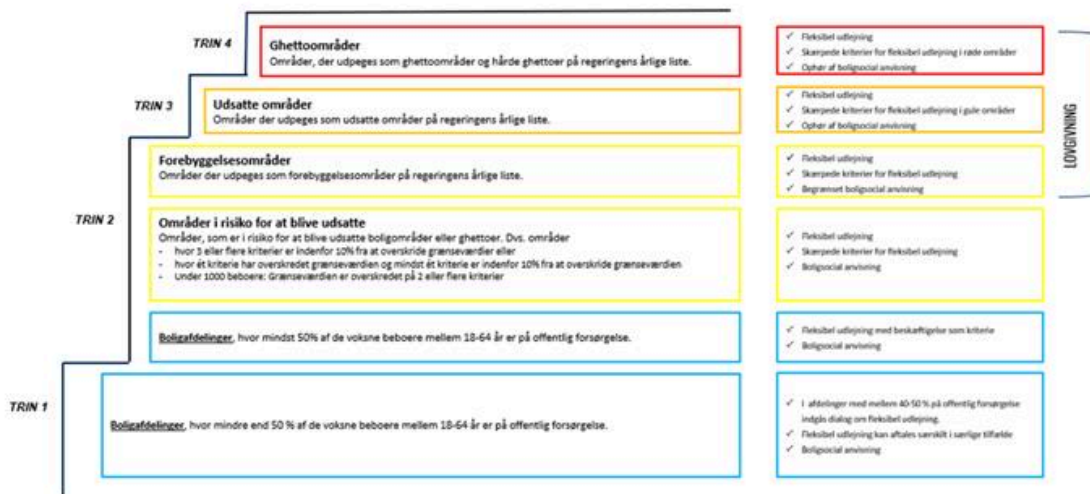 TRIN 4
Ghettoområder
Områder, der udpeges som ghettoområder og hårde ghettoer på regeringens årlige liste.
✓ Fleksibel udlejning
✓ Skærpede kriterier for fleksibel udlejning i røde områder
✓ Ophør af boligsocial anvisning
TRIN 3
Udsatte områder
Områder der udpeges som udsatte områder på regeringens årlige liste.
✓ Fleksibel udlejning
✓ Skærpede kriterier for fleksibel udlejning i gule områder
✓ Ophør af boligsocial anvisning
LOVGIVNING
Forebyggelsesområder
Områder der udpeges som forebyggelsesområder på regeringens årlige liste.
✓ Fleksibel udlejning
✓ Skærpede kriterier for fleksibel udlejning
✓ Begrænset boligsocial anvisning
TRIN 2
Områder i risiko for at blive udsatte
Områder, som er i risiko for at blive udsatte boligområder eller ghettoer. Dvs. områder
- hvor 3 eller flere kriterier er indenfor 10% fra at overskride grænseværdier eller
- hvor ét kriterie har overskredet grænseværdien og mindst ét kriterie er indenfor 10% fra at overskride grænseværdien
- Under 1000 beboere: Grænseværdien er overskredet på 2 eller flere kriterier
✓ Fleksibel udlejning
✓ Skærpede kriterier for fleksibel udlejning
✓ Boligsocial anvisning
Boligafdelinger, hvor mindst 50% af de voksne beboere mellem 18-64 år er på offentlig forsørgelse.
✓ Fleksibel udlejning med beskæftigelse som kriterie
✓ Boligsocial anvisning
TRIN 1
Boligafdelinger, hvor mindre end 50 % af de voksne beboere mellem 18-64 år er på offentlig forsørgelse.
✓ I afdelinger med mellem 40-50 % på offentlig forsørgelse
indgås dialog om fleksibel udlejning.
✓ Fleksibel udlejning kan aftales særskilt i særlige tilfælde
✓ Boligsocial anvisning